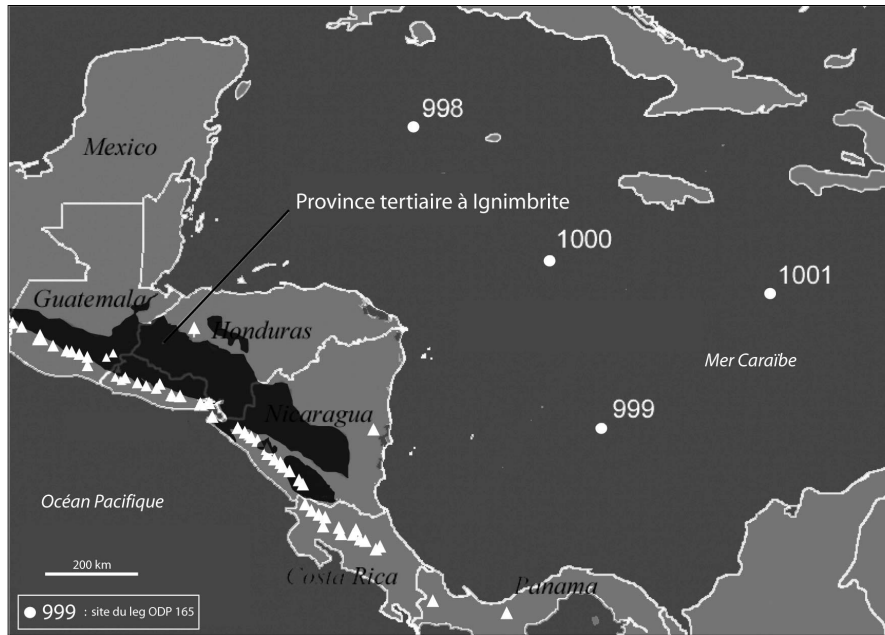 998
Mexico
Province tertiaire à Ignimbrite
1000
1001
Guatemala
Honduras
Mer Caraïbe
Nicaragua
999
Océan Pacifique
200 km
Costa Rica
Panama
999 : site du leg ODP 165